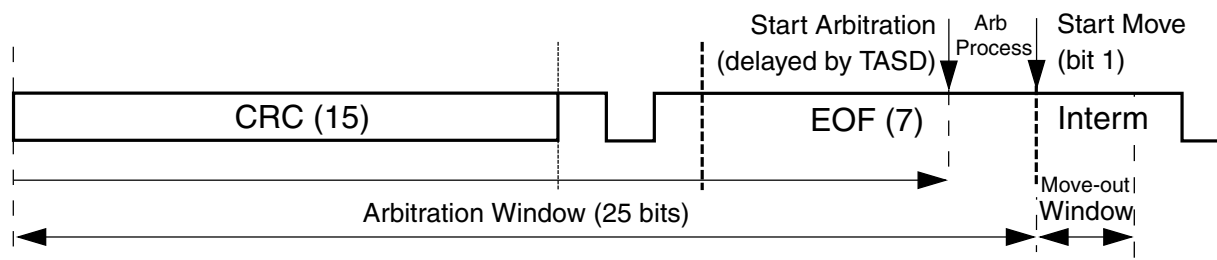 Start Arbitration
(delayed by TASD)
Arb
Process
Start Move
(bit 1)
CRC (15)
EOF (7)
Interm
Move-out
Window
Arbitration Window (25 bits)